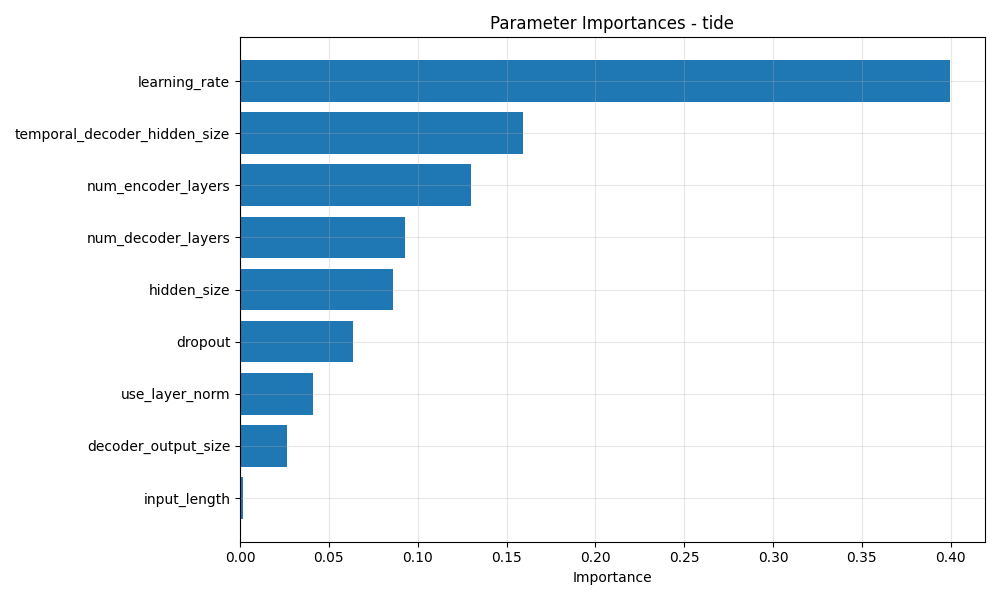 Parameter Importances - tide
learning_rate
temporal_decoder_hidden_size
num_encoder_layers
num_decoder_layers
hidden_size
dropout
use_layer_norm
decoder_output_size
input_length
0.00 0.05 0.10 0.15 0.20 0.25 0.30 0.35 0.40
Importance